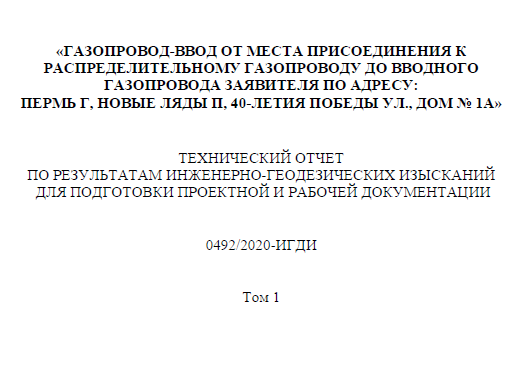 «ГАЗОПРОВОД-ВВОД ОТ МЕСТА ПРИСОЕДИНЕНИЯ К
РАСПРЕДЕЛИТЕЛЬНОМУ ГАЗОПРОВОДУ ДО ВВОДНОГО
ГАЗОПРОВОДА ЗАЯВИТЕЛЯ ПО АДРЕСУ:
ПЕРМЬ Г, НОВЫЕ ЛЯДЫ П, 40-ЛЕТИЯ ПОБЕДЫ УЛ., ДОМ № 1А»
ТЕХНИЧЕСКИЙ ОТЧЕТ
ПО РЕЗУЛЬТАТАМ ИНЖЕНЕРНО-ГЕОДЕЗИЧЕСКИХ ИЗЫСКАНИЙ
ДЛЯ ПОДГОТОВКИ ПРОЕКТНОЙ И РАБОЧЕЙ ДОКУМЕНТАЦИИ
0492/2020-ИГДИ
Том 1